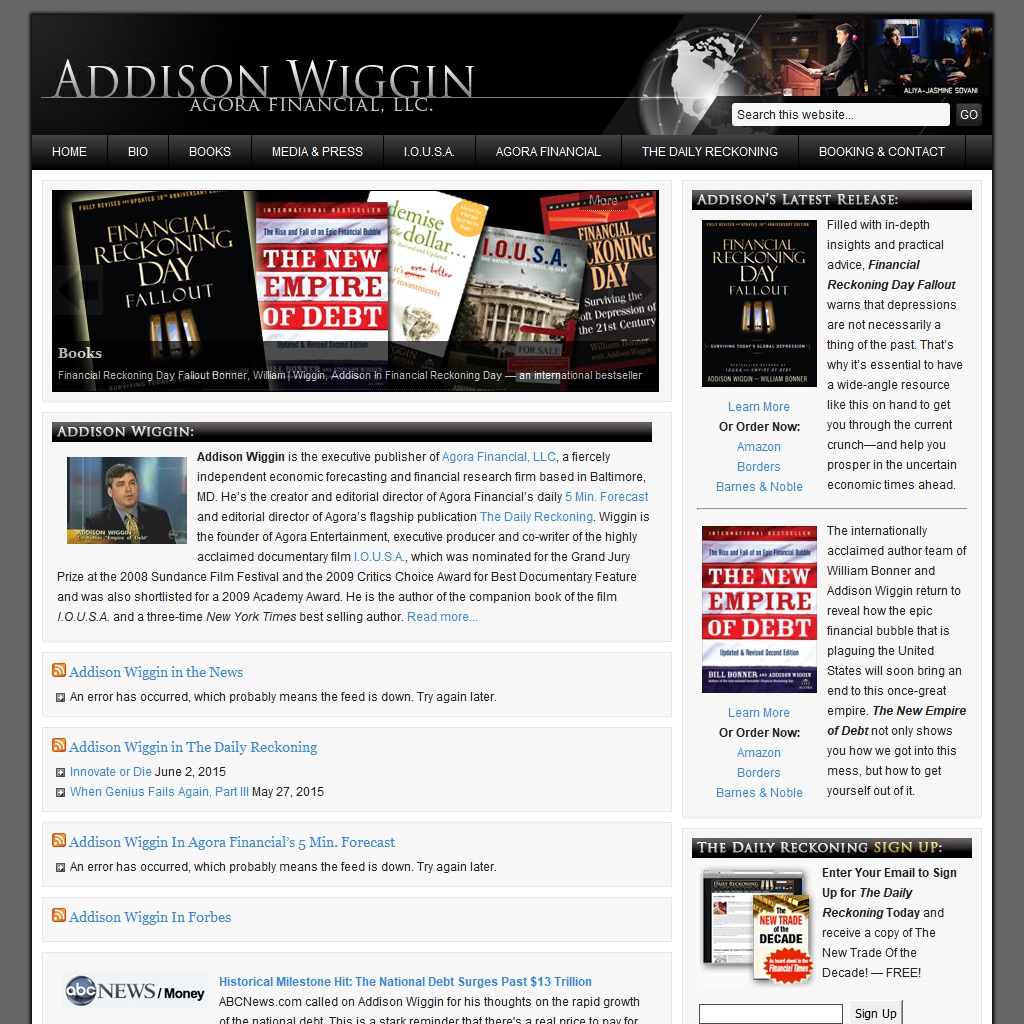 ADDISON WIGGIN
AGORA FINANCIAL, LLC.
ALIYA-JASMINE SOVANI
Search this website...
GO
HOME
BIO
BOOKS
MEDIA & PRESS
I.O.U.S.A.
AGORA FINANCIAL
THE DAILY RECKONING
BOOKING & CONTACT
FULLY REVISED AND UPDATED 10TH ANNIVERSARY EDITION
FINANCIAL
RECKONING
DAY
FALLOUT
INTERNATIONAL BESTSELLER
The Rise and Fall of an Epic Financial Bubble
THE NEW
EMPIRE
OF DEBT
Updated & Revised Second Edition
demise
the dollar...
it's even better
investments
I.O.U.S.A.
ONE NATION. UNDER STRESS. IN DEBT.
FOR SALE
More
FINANCIAL
KONING
DAY
Surviving the
oft Depression of
the 21st Century
William Bonner
with Addison Wiggin
Books
Financial Reckoning Day Fallout Bonner, William | Wiggin, Addison In Financial Reckoning Day — an international bestseller
ADDISON WIGGIN:
ADDISON WIGGIN
Co-Author "Empire of Debt"
Addison Wiggin is the executive publisher of Agora Financial, LLC, a fiercely
independent economic forecasting and financial research firm based in Baltimore,
MD. He's the creator and editorial director of Agora Financial's daily 5 Min. Forecast
and editorial director of Agora's flagship publication The Daily Reckoning. Wiggin is
the founder of Agora Entertainment, executive producer and co-writer of the highly
acclaimed documentary film I.O.U.S.A., which was nominated for the Grand Jury
Prize at the 2008 Sundance Film Festival and the 2009 Critics Choice Award for Best Documentary Feature
and was also shortlisted for a 2009 Academy Award. He is the author of the companion book of the film
I.O.U.S.A. and a three-time New York Times best selling author. Read more...
Addison Wiggin in the News
An error has occurred, which probably means the feed is down. Try again later.
Addison Wiggin in The Daily Reckoning
Innovate or Die June 2, 2015
When Genius Fails Again, Part III May 27, 2015
Addison Wiggin In Agora Financial's 5 Min. Forecast
An error has occurred, which probably means the feed is down. Try again later.
Addison Wiggin In Forbes
abc NEWS / Money
Historical Milestone Hit: The National Debt Surges Past $13 Trillion
ABCNews.com called on Addison Wiggin for his thoughts on the rapid growth
of the national debt. This is a stark reminder that there's a real price to pay for
ADDISON'S LATEST RELEASE:
FINANCIAL
RECKONING
DAY
FALLOUT
SURVIVING TODAY'S GLOBAL DEPRESSION
ADDISON WIGGIN — WILLIAM BONNER
Learn More
Or Order Now:
Amazon
Borders
Barnes & Noble
Filled with in-depth
insights and practical
advice, Financial
Reckoning Day Fallout
warns that depressions
are not necessarily a
thing of the past. That's
why it's essential to have
a wide-angle resource
like this on hand to get
you through the current
crunch—and help you
prosper in the uncertain
economic times ahead.
INTERNATIONAL BESTSELLER
The Rise and Fall of an Epic Financial Bubble
THE NEW
EMPIRE
OF DEBT
Updated & Revised Second Edition
BILL BONNER AND ADDISON WIGGIN
Learn More
Or Order Now:
Amazon
Borders
Barnes & Noble
The internationally
acclaimed author team of
William Bonner and
Addison Wiggin return to
reveal how the epic
financial bubble that is
plaguing the United
States will soon bring an
end to this once-great
empire. The New Empire
of Debt not only shows
you how we got into this
mess, but how to get
yourself out of it.
THE DAILY RECKONING SIGN UP:
DAILY RECKONING
The
NEW TRADE
of the
DECADE
As heard about in the
Financial Times
Enter Your Email to Sign
Up for The Daily
Reckoning Today and
receive a copy of The
New Trade Of the
Decade! — FREE!
Sign Up